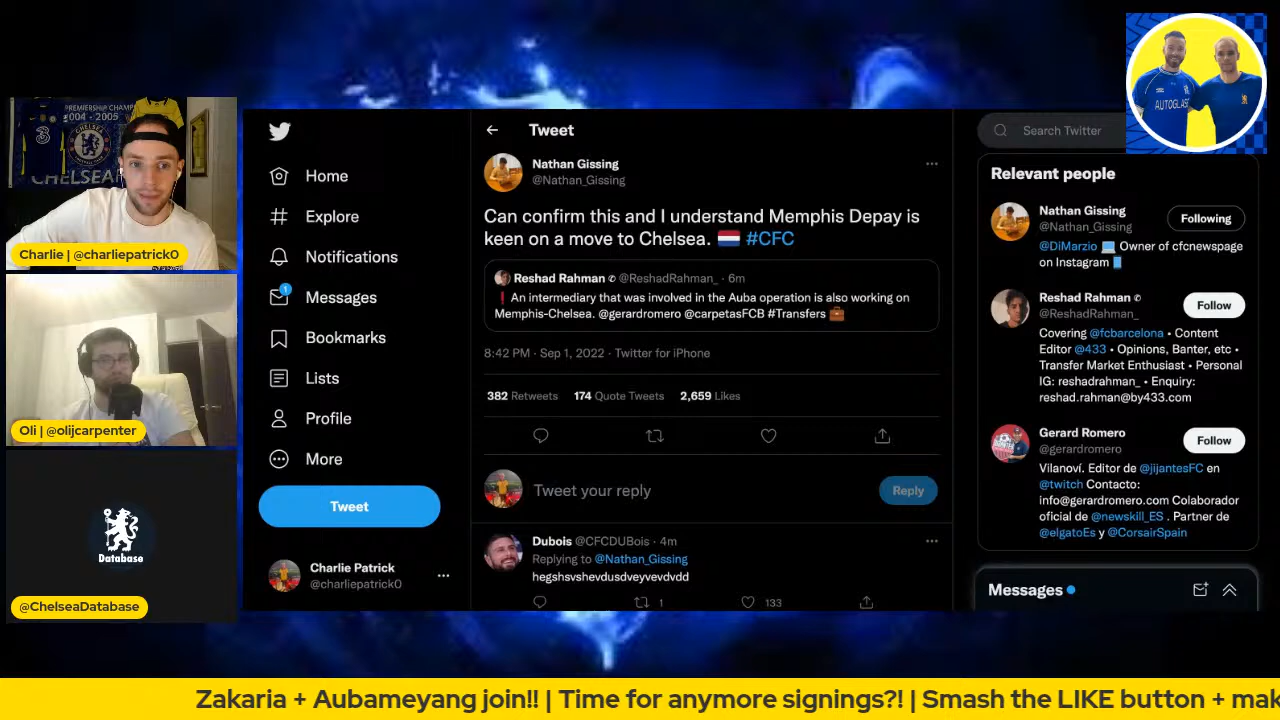 PREMIERSHIP CHAMP
2004 - 2005
CHELSEA
3
Charlie | @charliepatrick0
Oli | @olijcarpenter
Database
@ChelseaDatabase
Home
Explore
Notifications
1
Messages
Bookmarks
Lists
Profile
More
Tweet
Charlie Patrick
@charliepatrick0
Tweet
Nathan Gissing
@Nathan_Gissing
Can confirm this and I understand Memphis Depay is
keen on a move to Chelsea. 🇳🇱 #CFC
Reshad Rahman ✆ @ReshadRahman_ · 6m
❗ An intermediary that was involved in the Auba operation is also working on
Memphis-Chelsea. @gerardromero @carpetasFCB #Transfers 💼
8:42 PM · Sep 1, 2022 · Twitter for iPhone
382 Retweets 174 Quote Tweets 2,659 Likes
Tweet your reply
Reply
Dubois @CFCDUBois · 4m
Replying to @Nathan_Gissing
hegshsvshevdusdveyvevdvdd
1 133
Search Twitter
AUTOGLASS
Relevant people
Nathan Gissing
@Nathan_Gissing
Following
@DiMarzio 💻 Owner of cfcnewspage
on Instagram 📱
Reshad Rahman ✆
@ReshadRahman_
Follow
Covering @fcbarcelona • Content
Editor @433 • Opinions, Banter, etc •
Transfer Market Enthusiast • Personal
IG: reshadrahman_ • Enquiry:
reshad.rahman@by433.com
Gerard Romero
@gerardromero
Follow
Vilanoví. Editor de @jijantesFC en
@twitch Contacto:
info@gerardromero.com Colaborador
oficial de @newskill_ES . Partner de
@elgatoEs y @CorsairSpain
Messages
Zakaria + Aubameyang join!! | Time for anymore signings?! | Smash the LIKE button + mak